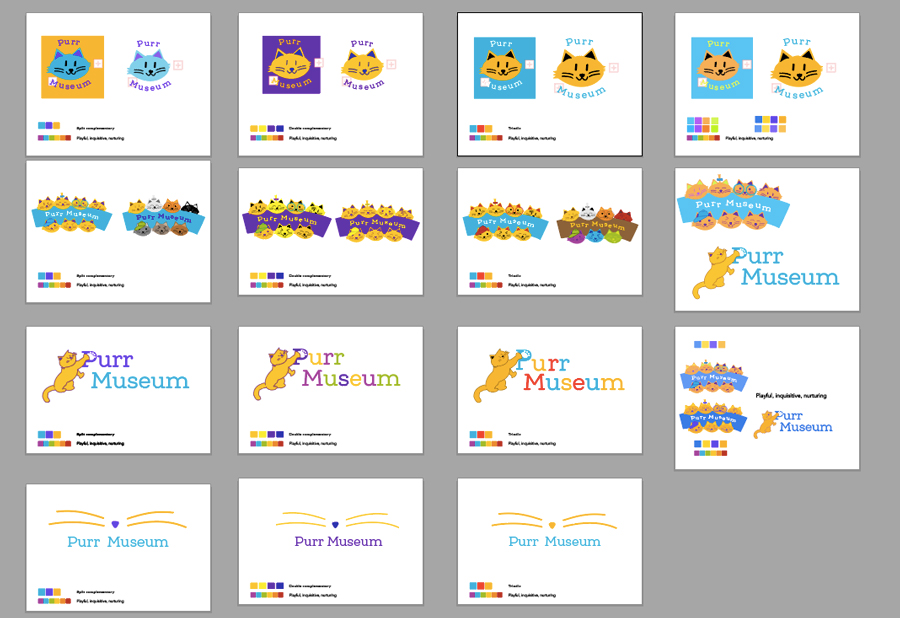 Purr
Museum
Purr
Museum
Split complementary
Playful, inquisitive, nurturing
Purr
Museum
Purr
Museum
Double complementary
Playful, inquisitive, nurturing
Purr
Museum
Purr
Museum
Triadic
Playful, inquisitive, nurturing
Purr
Museum
Purr
Museum
Playful, inquisitive, nurturing
Purr Museum
Purr Museum
Split complementary
Playful, inquisitive, nurturing
Purr Museum
Purr Museum
Double complementary
Playful, inquisitive, nurturing
Purr Museum
Purr Museum
Triadic
Playful, inquisitive, nurturing
Purr Museum
Purr
Museum
Purr
Museum
Split complementary
Playful, inquisitive, nurturing
Purr
Museum
Double complementary
Playful, inquisitive, nurturing
Purr
Museum
Triadic
Playful, inquisitive, nurturing
Purr Museum
Playful, inquisitive, nurturing
Purr Museum
Purr
Museum
Purr Museum
Split complementary
Playful, inquisitive, nurturing
Purr Museum
Double complementary
Playful, inquisitive, nurturing
Purr Museum
Triadic
Playful, inquisitive, nurturing